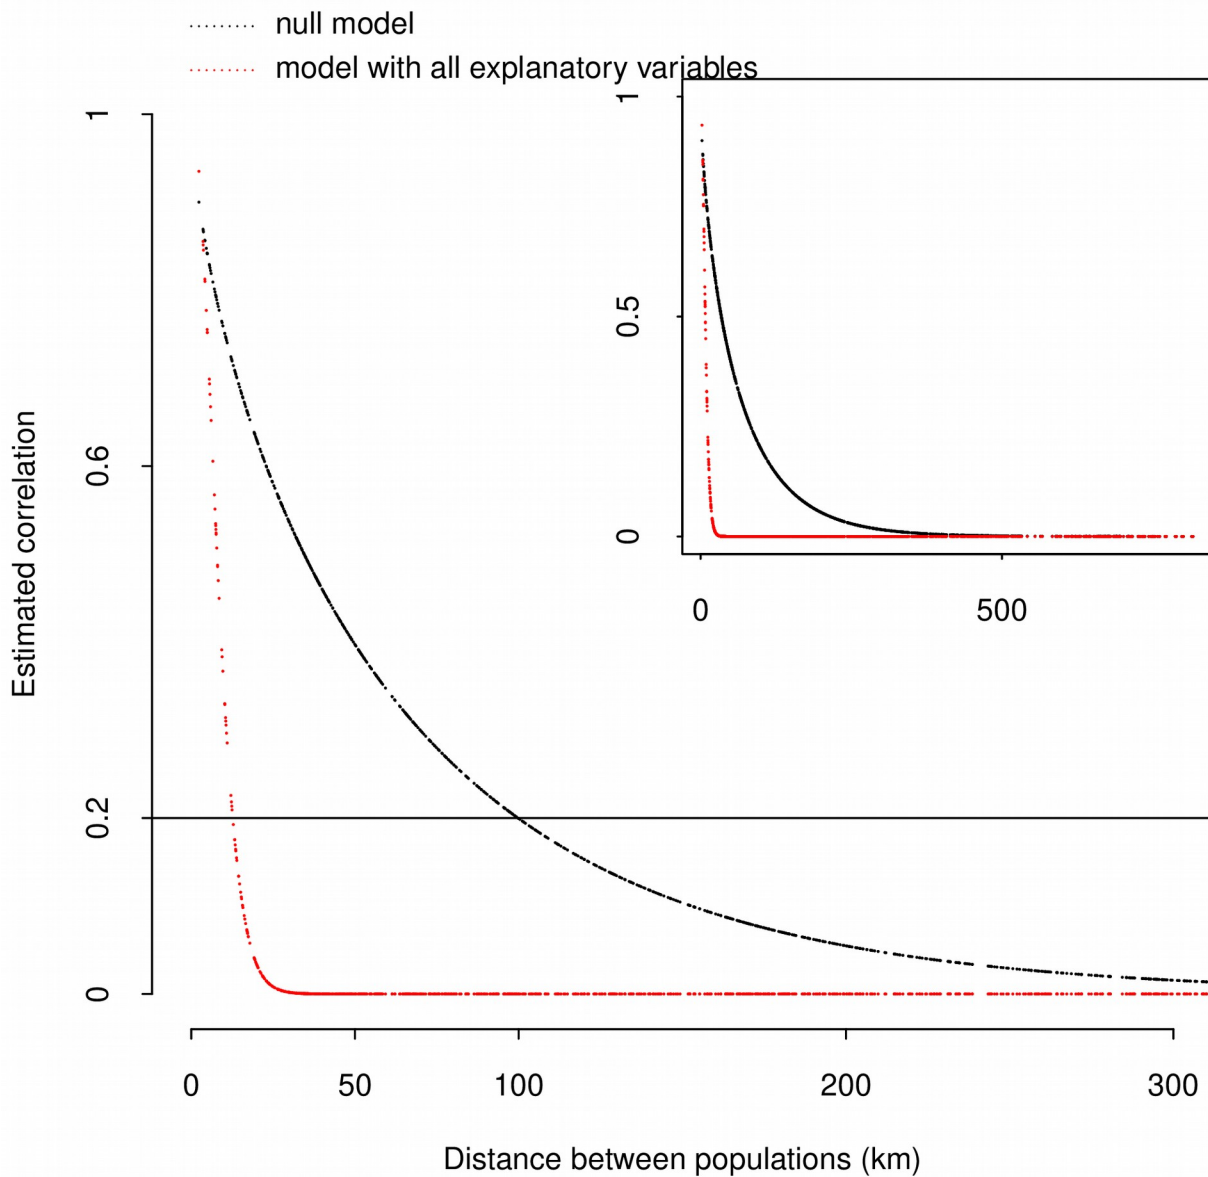 null model
model with all explanatory variables
1
0.6
0.2
0
Estimated correlation
1
0.5
0
0 500
0 50 100 200 300
Distance between populations (km)